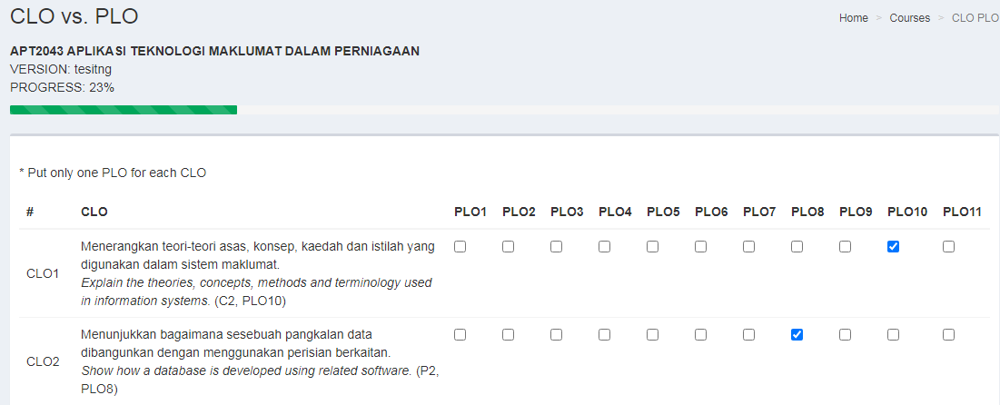 CLO vs. PLO
Home > Courses > CLO PLO
APT2043 APLIKASI TEKNOLOGI MAKLUMAT DALAM PERNIAGAAN
VERSION: tesitng
PROGRESS: 23%
* Put only one PLO for each CLO
# CLO PLO1 PLO2 PLO3 PLO4 PLO5 PLO6 PLO7 PLO8 PLO9 PLO10 PLO11
Menerangkan teori-teori asas, konsep, kaedah dan istilah yang
digunakan dalam sistem maklumat.
CLO1
Explain the theories, concepts, methods and terminology used
in information systems. (C2, PLO10)
Menunjukkan bagaimana sesebuah pangkalan data
dibangunkan dengan menggunakan perisian berkaitan.
CLO2
Show how a database is developed using related software. (P2,
PLO8)